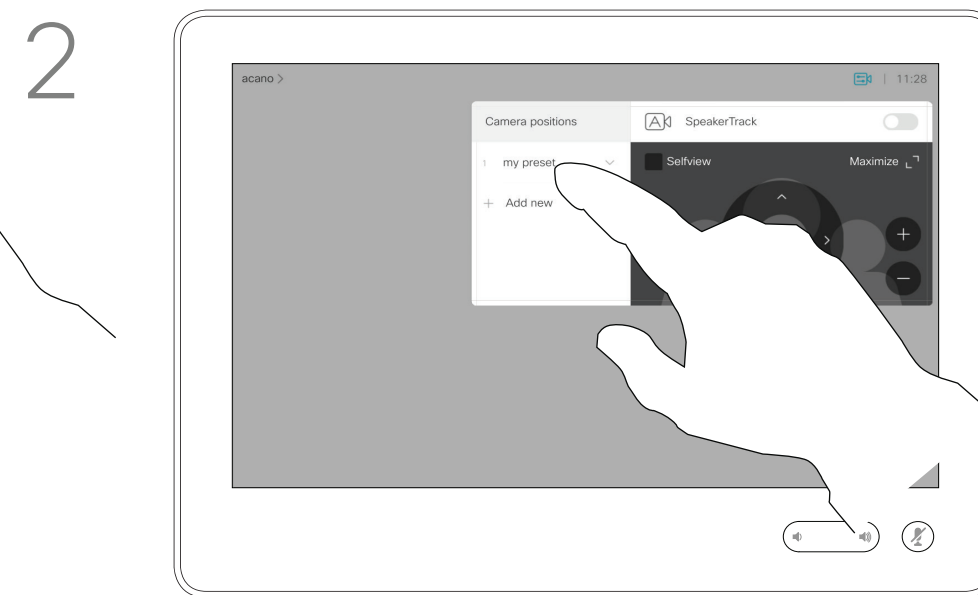 2
acano >
11:28
Camera positions
SpeakerTrack
1 my preset
Selfview
Maximize
+ Add new